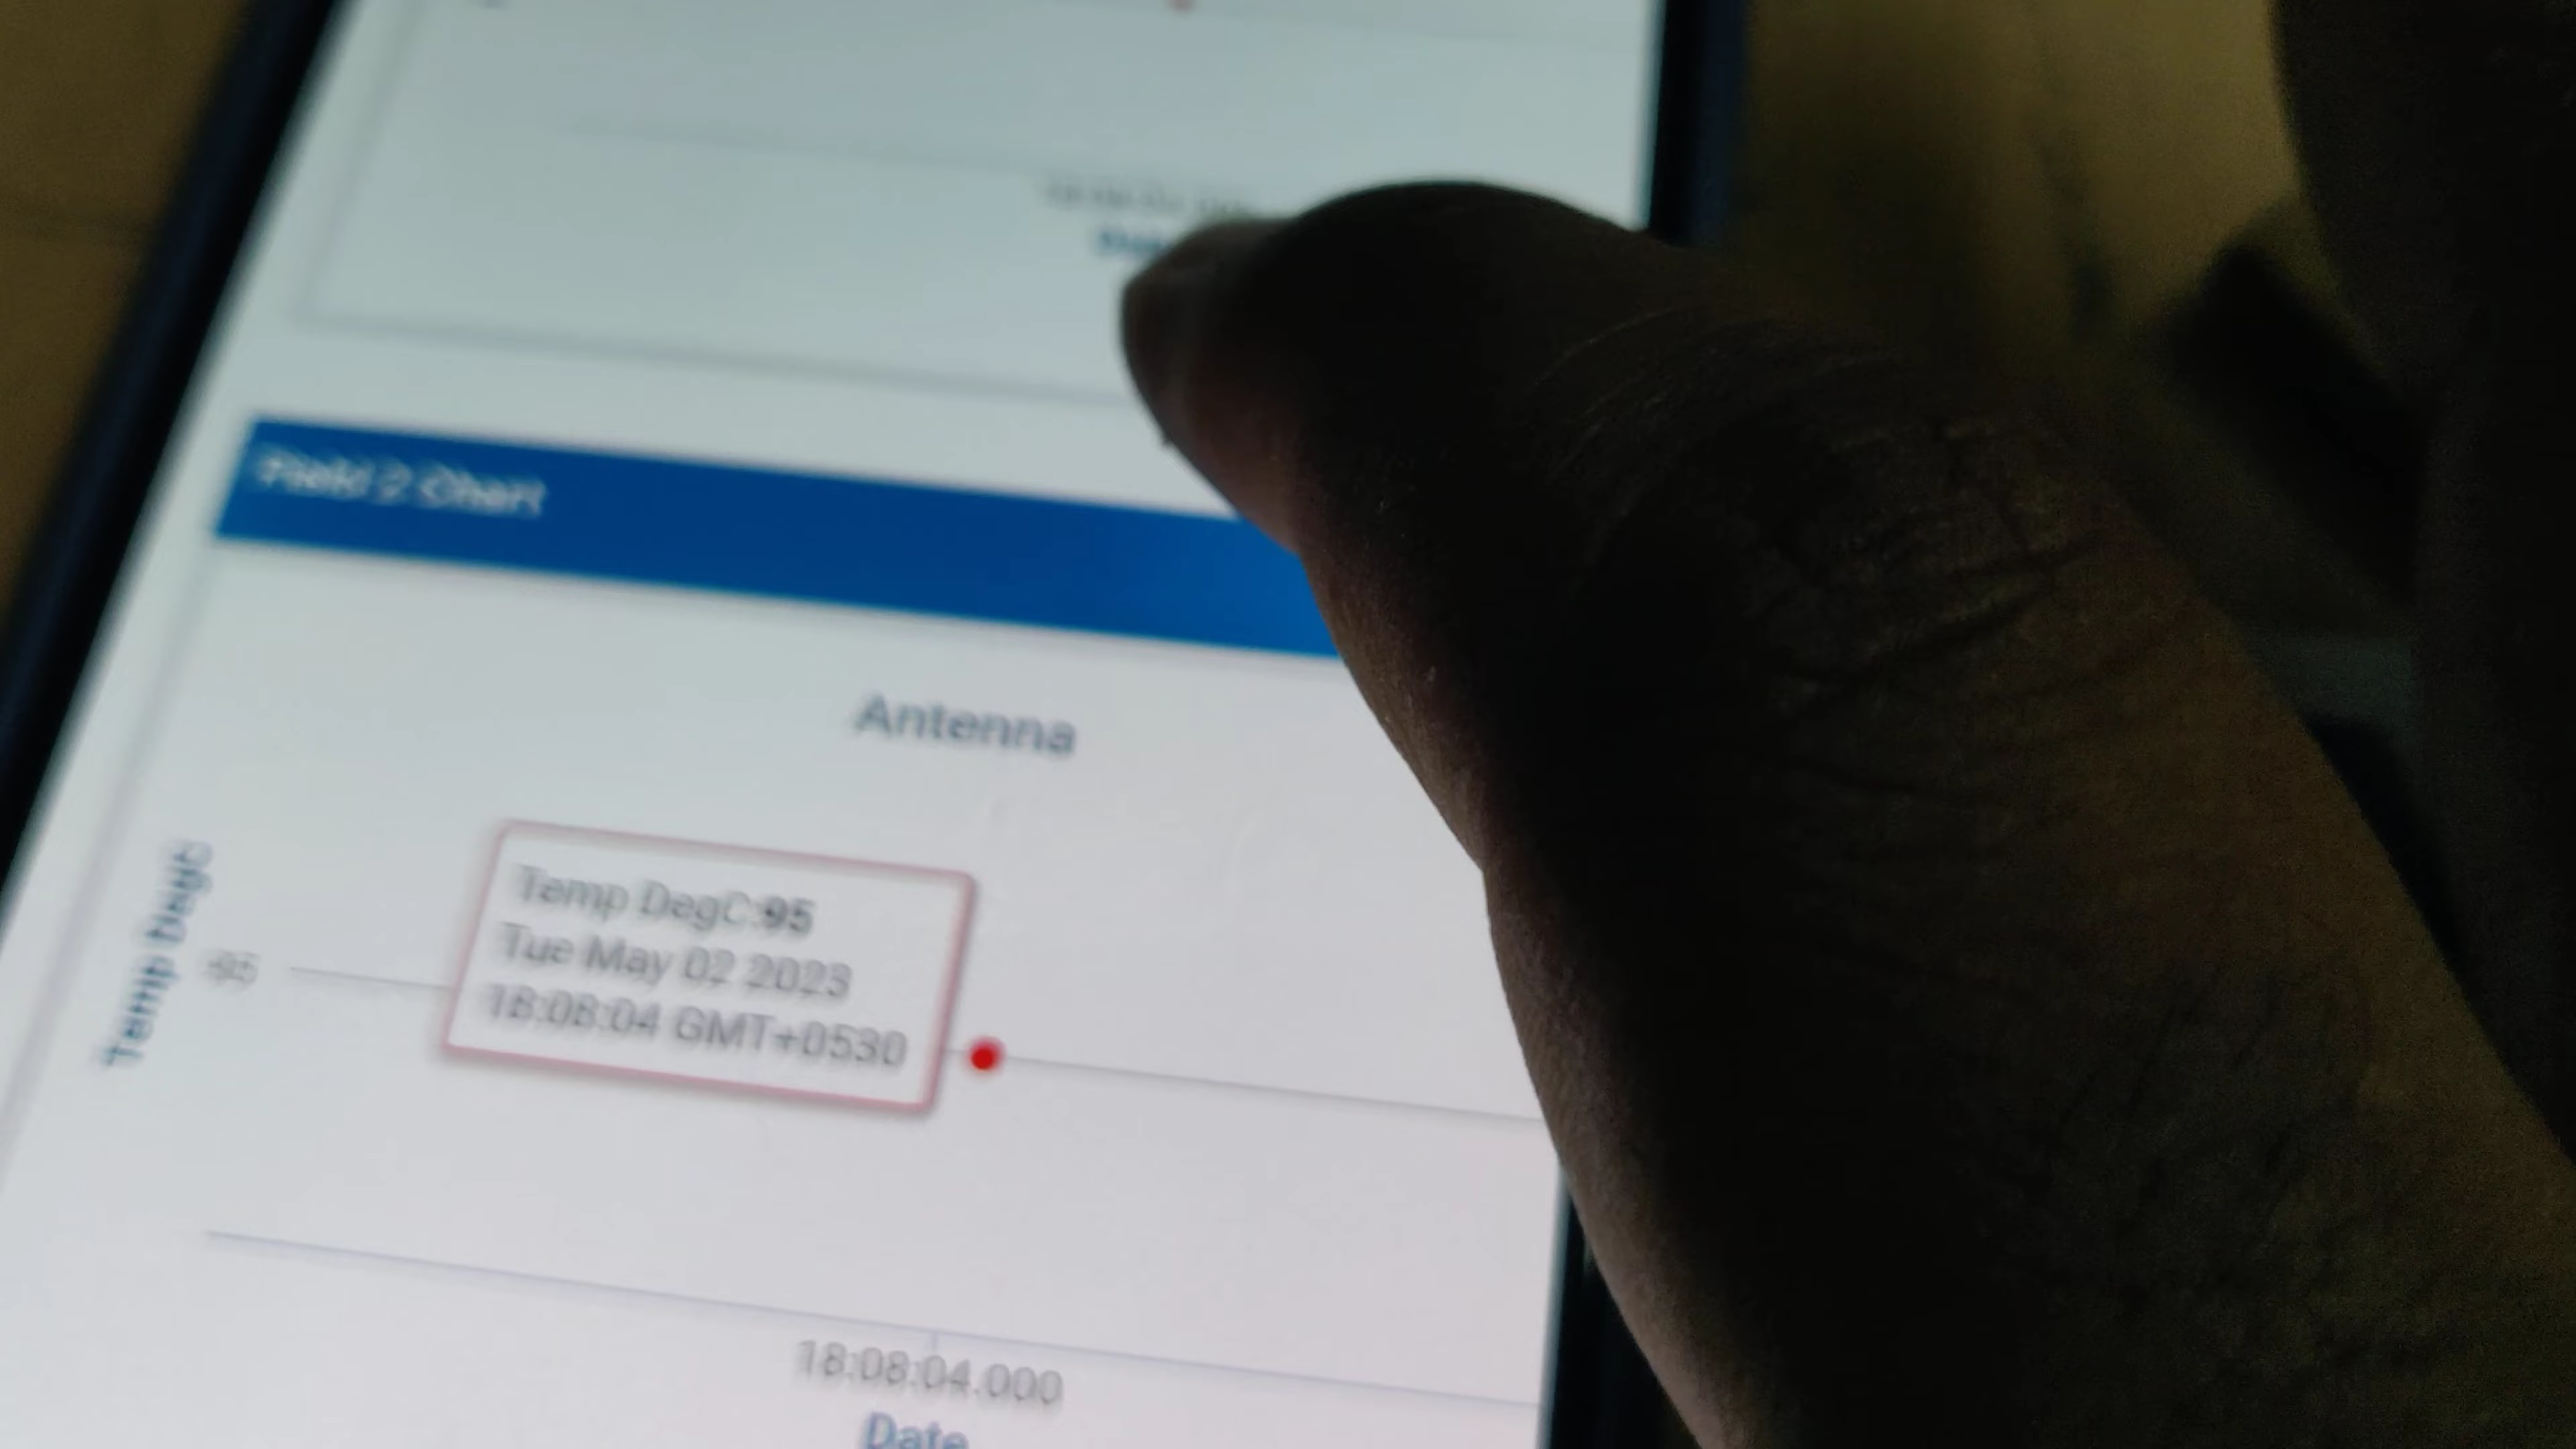 Field 2 Chart
Antenna
Temp DegC
95
Temp DegC:95
Tue May 02 2023
18:08:04 GMT+0530
18:08:04.000
Date